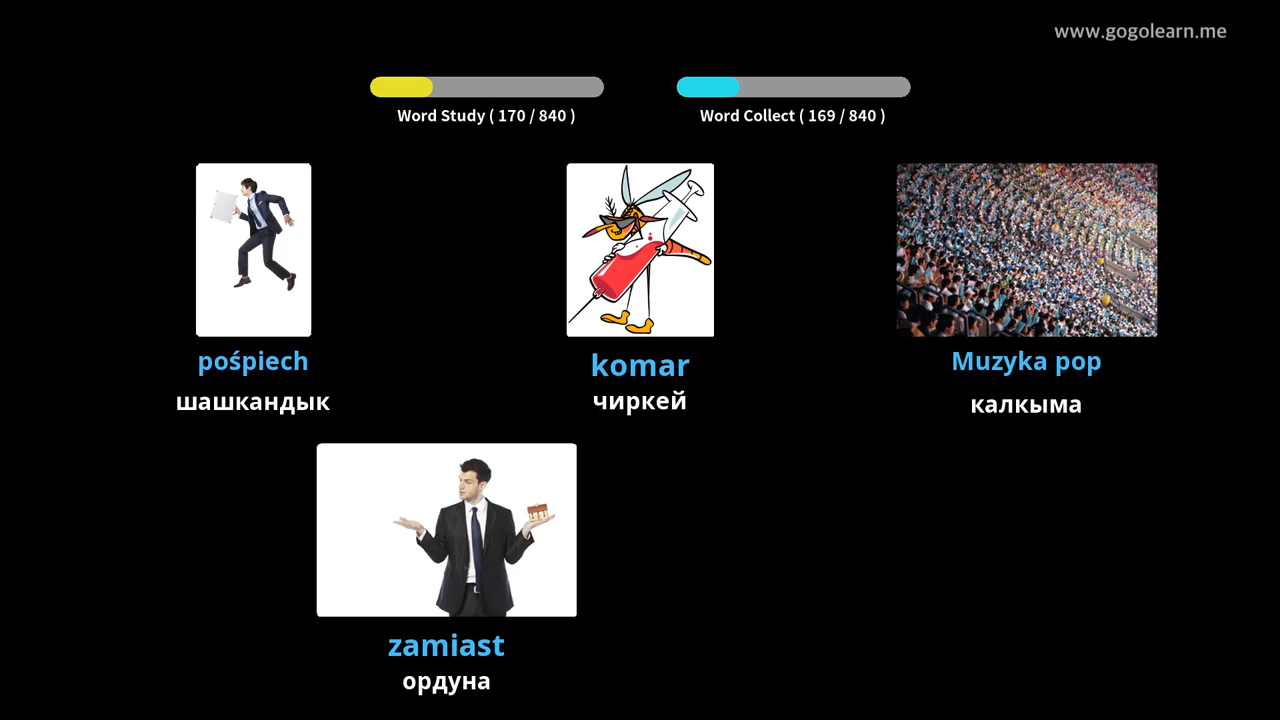 www.gogolearn.me
Word Study ( 170 / 840 )
Word Collect ( 169 / 840 )
pośpiech
шашкандык
komar
чиркей
Muzyka pop
калкыма
zamiast
ордуна